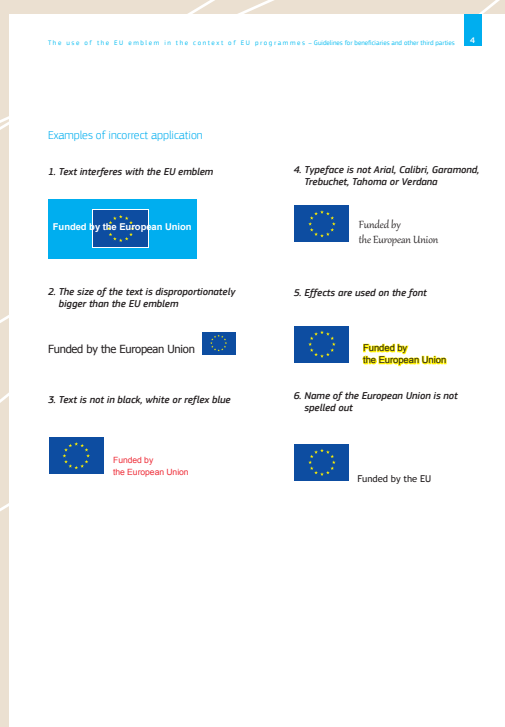 The use of the EU emblem in the context of EU programmes – Guidelines for beneficiaries and other third parties
4
Examples of incorrect application
1. Text interferes with the EU emblem
Funded by the European Union
2. The size of the text is disproportionately
bigger than the EU emblem
Funded by the European Union
3. Text is not in black, white or reflex blue
Funded by
the European Union
4. Typeface is not Arial, Calibri, Garamond,
Trebuchet, Tahoma or Verdana
Funded by
the European Union
5. Effects are used on the font
Funded by
the European Union
6. Name of the European Union is not
spelled out
Funded by the EU